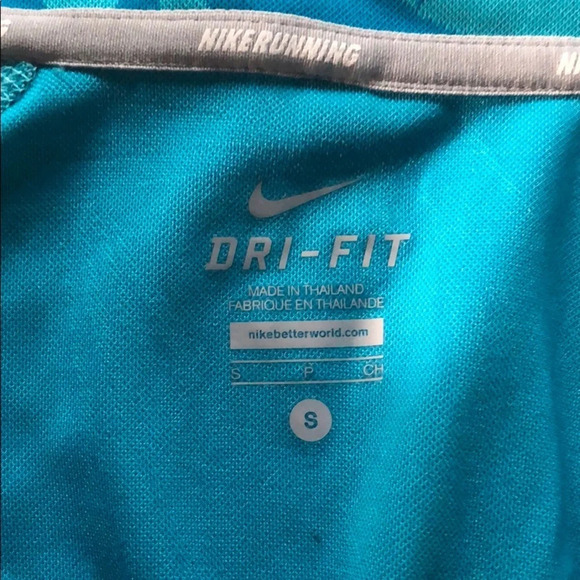 NIKERUNNING
DRI-FIT
MADE IN THAILAND
FABRIQUE EN THAILANDE
nikebetterworld.com
S P CH
S